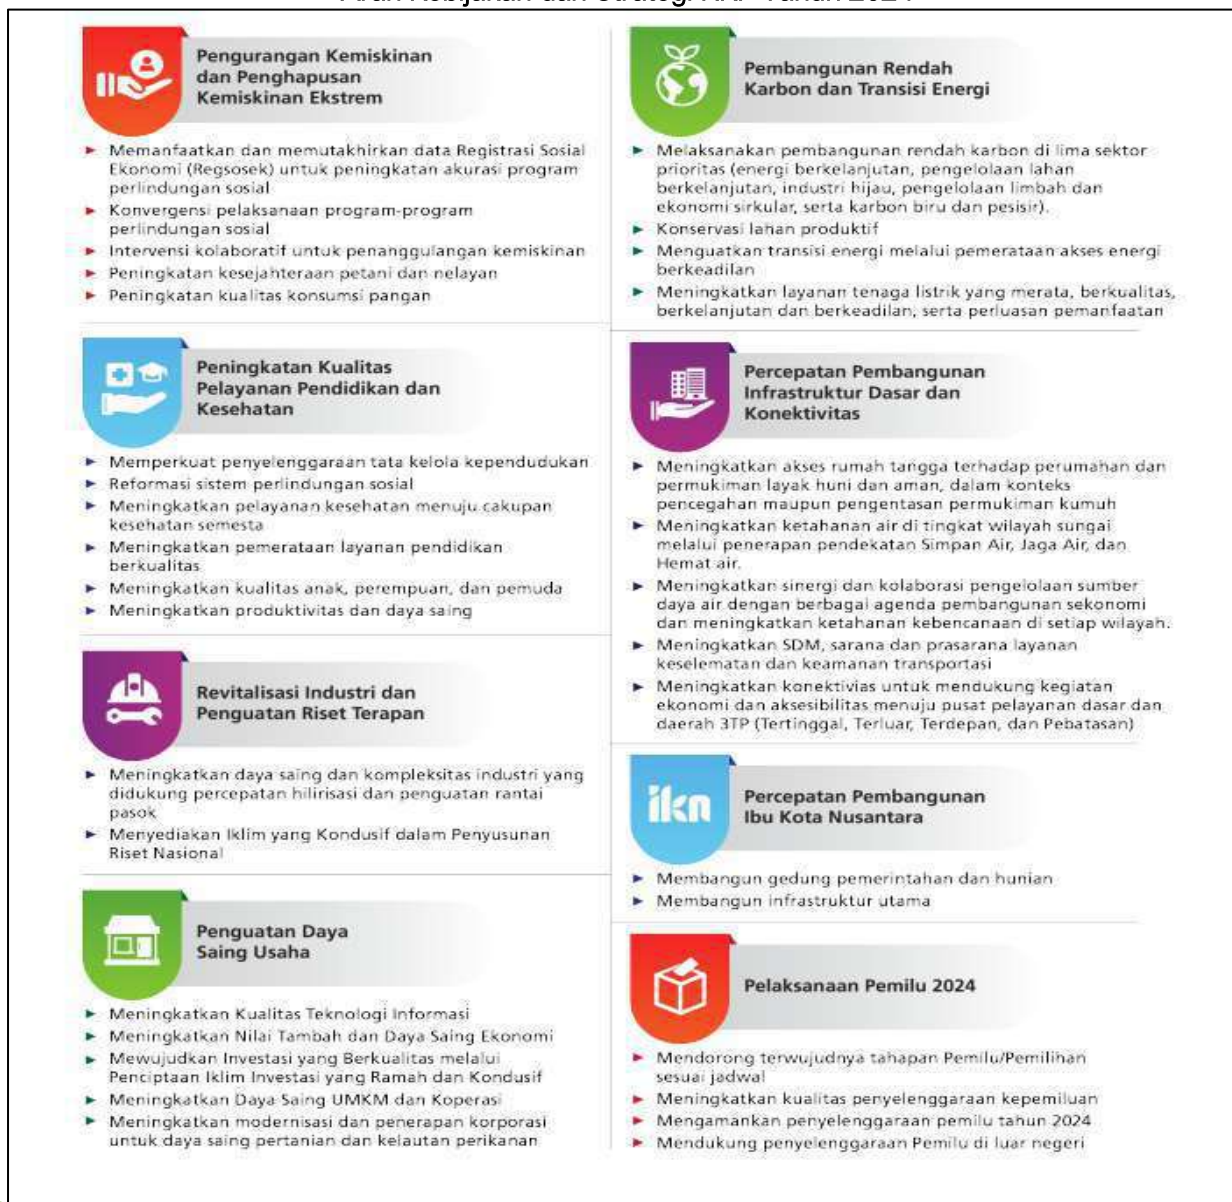 Pengurangan Kemiskinan
dan Penghapusan
Kemiskinan Ekstrem
Memanfaatkan dan memutakhirkan data Registrasi Sosial
Ekonomi (Regsosek) untuk peningkatan akurasi program
perlindungan sosial
Konvergensi pelaksanaan program-program
perlindungan sosial
Intervensi kolaboratif untuk penanggulangan kemiskinan
Peningkatan kesejahteraan petani dan nelayan
Peningkatan kualitas konsumsi pangan
Peningkatan Kualitas
Pelayanan Pendidikan dan
Kesehatan
Memperkuat penyelenggaraan tata kelola kependudukan
Reformasi sistem perlindungan sosial
Meningkatkan pelayanan kesehatan menuju cakupan
kesehatan semesta
Meningkatkan pemerataan layanan pendidikan
berkualitas
Meningkatkan kualitas anak, perempuan, dan pemuda
Meningkatkan produktivitas dan daya saing
Revitalisasi Industri dan
Penguatan Riset Terapan
Meningkatkan daya saing dan kompleksitas industri yang
didukung percepatan hilirisasi dan penguatan rantai
pasok
Menyediakan Iklim yang Kondusif dalam Penyusunan
Riset Nasional
Penguatan Daya
Saing Usaha
Meningkatkan Kualitas Teknologi Informasi
Meningkatkan Nilai Tambah dan Daya Saing Ekonomi
Mewujudkan Investasi yang Berkualitas melalui
Penciptaan Iklim Investasi yang Ramah dan Kondusif
Meningkatkan Daya Saing UMKM dan Koperasi
Meningkatkan modernisasi dan penerapan korporasi
untuk daya saing pertanian dan kelautan perikanan
Pembangunan Rendah
Karbon dan Transisi Energi
Melaksanakan pembangunan rendah karbon di lima sektor
prioritas (energi berkelanjutan, pengelolaan lahan
berkelanjutan, industri hijau, pengelolaan limbah dan
ekonomi sirkular, serta karbon biru dan pesisir).
Konservasi lahan produktif
Menguatkan transisi energi melalui pemerataan akses energi
berkeadilan
Meningkatkan layanan tenaga listrik yang merata, berkualitas,
berkelanjutan dan berkeadilan, serta perluasan pemanfaatan
Percepatan Pembangunan
Infrastruktur Dasar dan
Konektivitas
Meningkatkan akses rumah tangga terhadap perumahan dan
permukiman layak huni dan aman, dalam konteks
pencegahan maupun pengentasan permukiman kumuh
Meningkatkan ketahanan air di tingkat wilayah sungai
melalui penerapan pendekatan Simpan Air, Jaga Air, dan
Hemat air.
Meningkatkan sinergi dan kolaborasi pengelolaan sumber
daya air dengan berbagai agenda pembangunan sekonomi
dan meningkatkan ketahanan kebencanaan di setiap wilayah.
Meningkatkan SDM, sarana dan prasarana layanan
keselematan dan keamanan transportasi
Meningkatkan konektivias untuk mendukung kegiatan
ekonomi dan aksesibilitas menuju pusat pelayanan dasar dan
daerah 3TP (Tertinggal, Terluar, Terdepan, dan Pebatasan)
ikn
Percepatan Pembangunan
Ibu Kota Nusantara
Membangun gedung pemerintahan dan hunian
Membangun infrastruktur utama
Pelaksanaan Pemilu 2024
Mendorong terwujudnya tahapan Pemilu/Pemilihan
sesuai jadwal
Meningkatkan kualitas penyelenggaraan kepemiluan
Mengamankan penyelenggaraan pemilu tahun 2024
Mendukung penyelenggaraan Pemilu di luar negeri